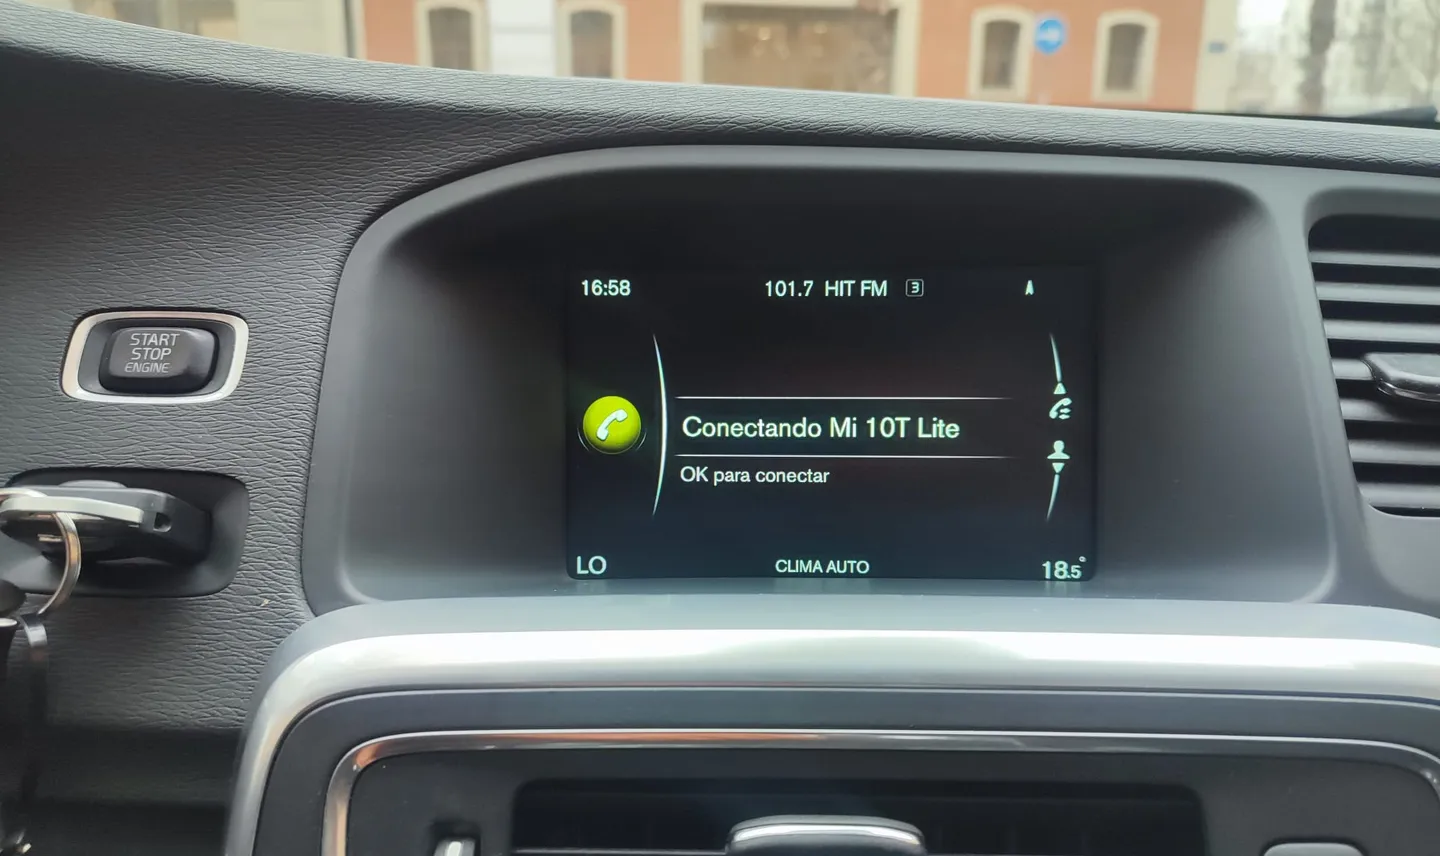 START
STOP
ENGINE
16:58 101.7 HIT FM 3
Conectando Mi 10T Lite
OK para conectar
LO CLIMA AUTO 18.5°